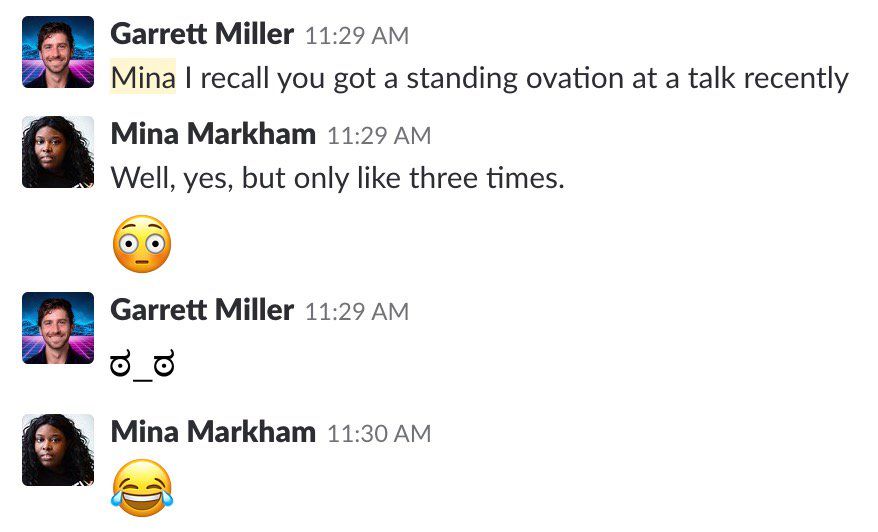 Garrett Miller 11:29 AM
Mina I recall you got a standing ovation at a talk recently
Mina Markham 11:29 AM
Well, yes, but only like three times.
😳
Garrett Miller 11:29 AM
ಠ_ಠ
Mina Markham 11:30 AM
😂